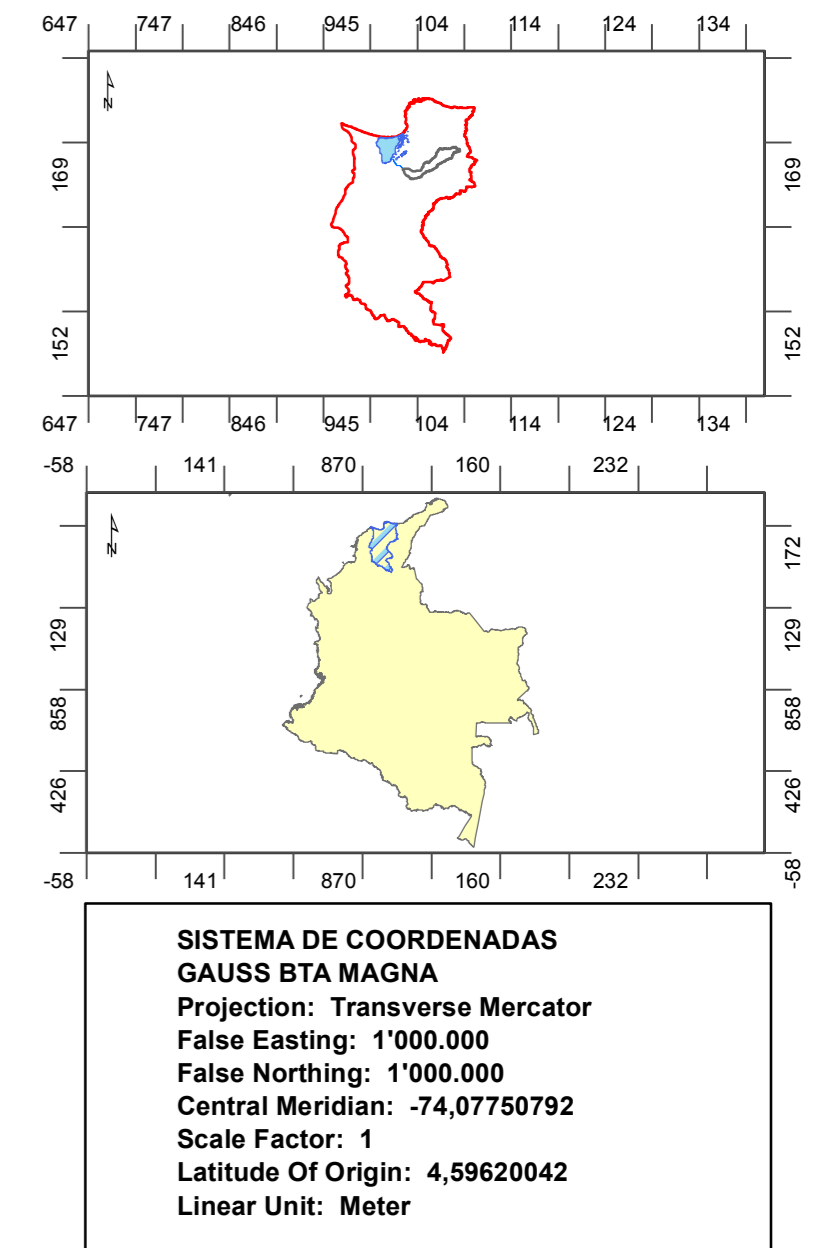 647 747 846 945 104 114 124 134
N
169 169
152 152
647 747 846 945 104 114 124 134
-58 141 870 160 232
N
172
129 129
858 858
426 426
-58
-58 141 870 160 232
SISTEMA DE COORDENADAS
GAUSS BTA MAGNA
Projection: Transverse Mercator
False Easting: 1'000.000
False Northing: 1'000.000
Central Meridian: -74,07750792
Scale Factor: 1
Latitude Of Origin: 4,59620042
Linear Unit: Meter